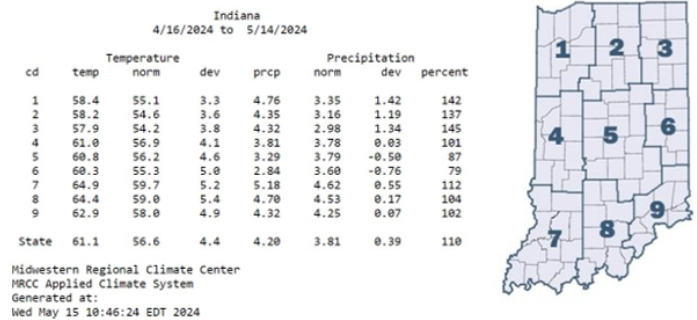 Indiana
4/16/2024 to 5/14/2024
Temperature Precipitation
cd temp norm dev prcp norm dev percent
1 58.4 55.1 3.3 4.76 3.35 1.42 142
2 58.2 54.6 3.6 4.35 3.16 1.19 137
3 57.9 54.2 3.8 4.32 2.98 1.34 145
4 61.0 56.9 4.1 3.81 3.78 0.03 101
5 60.8 56.2 4.6 3.29 3.79 -0.50 87
6 60.3 55.3 5.0 2.84 3.60 -0.76 79
7 64.9 59.7 5.2 5.18 4.62 0.55 112
8 64.4 59.0 5.4 4.70 4.53 0.17 104
9 62.9 58.0 4.9 4.32 4.25 0.07 102
State 61.1 56.6 4.4 4.20 3.81 0.39 110
Midwestern Regional Climate Center
MRCC Applied Climate System
Generated at:
Wed May 15 10:46:24 EDT 2024
1 2 3
4 5 6
7 8 9